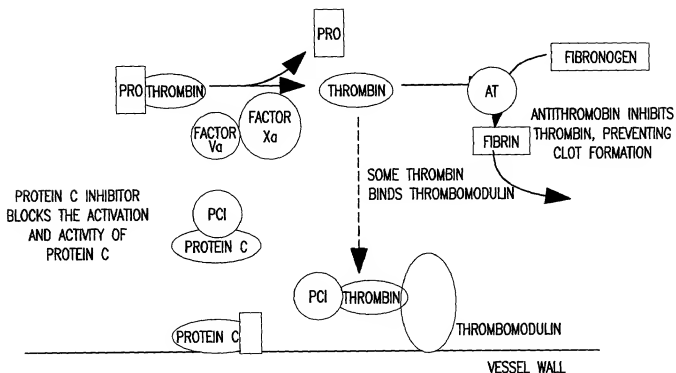 PRO
PRO THROMBIN
THROMBIN
AT
FIBRONOGEN
FACTOR
Va
FACTOR
Xa
FIBRIN
ANTITHROMOBIN INHIBITS
THROMBIN, PREVENTING
CLOT FORMATION
SOME THROMBIN
BINDS THROMBOMODULIN
PROTEIN C INHIBITOR
BLOCKS THE ACTIVATION
AND ACTIVITY OF
PROTEIN C
PCI
PROTEIN C
PCI THROMBIN
THROMBOMODULIN
PROTEIN C
VESSEL WALL